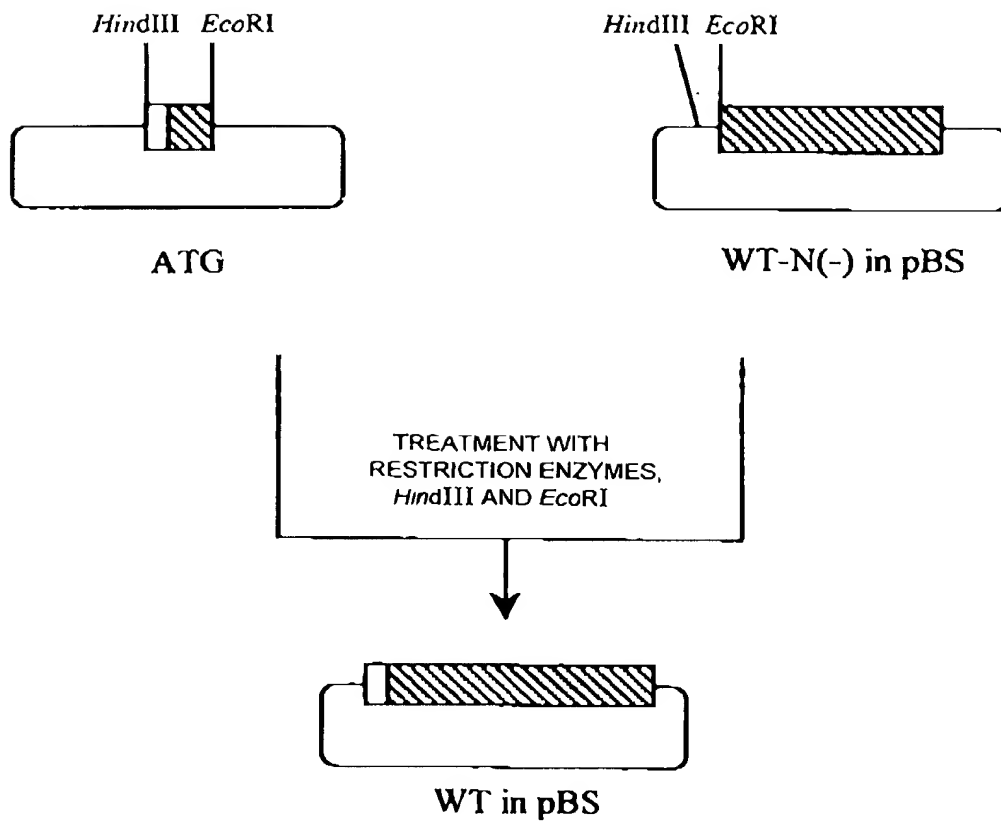 HindIII EcoRI
HindIII EcoRI
ATG
WT-N(-) in pBS
TREATMENT WITH
RESTRICTION ENZYMES,
HindIII AND EcoRI
WT in pBS